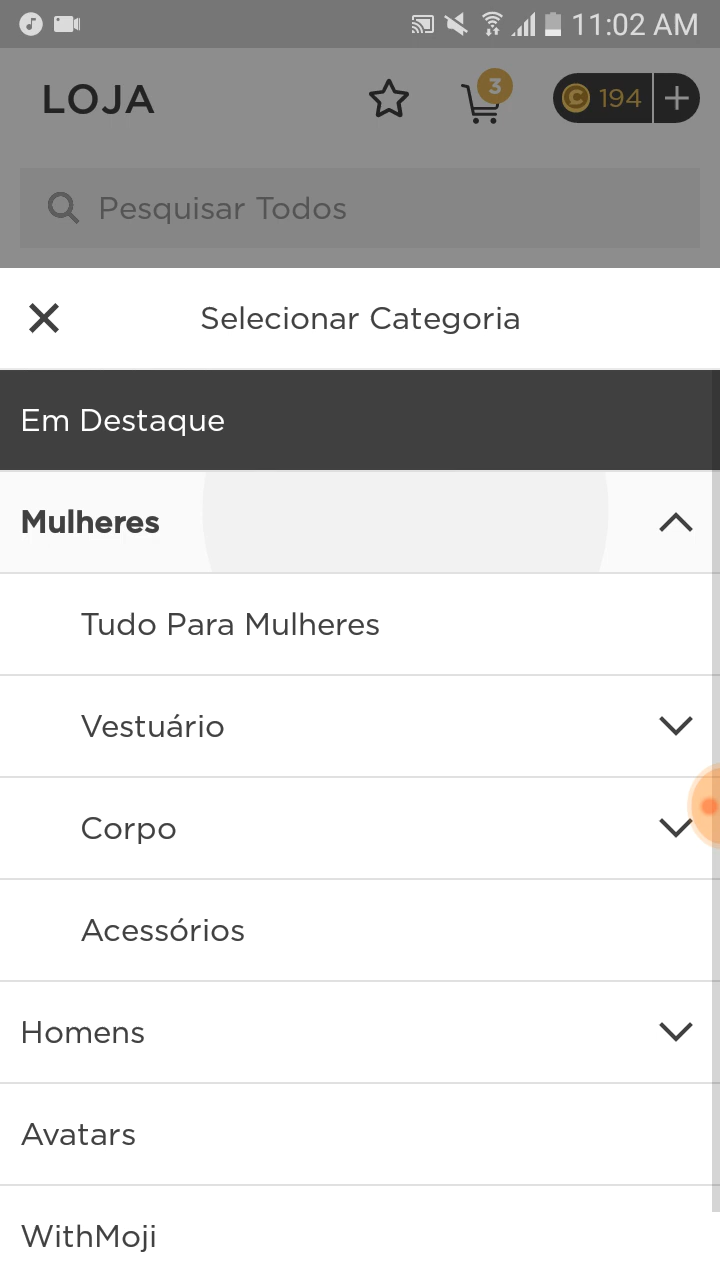 11:02 AM
LOJA
3
194
Pesquisar Todos
Selecionar Categoria
Em Destaque
Mulheres
Tudo Para Mulheres
Vestuário
Corpo
Acessórios
Homens
Avatars
WithMoji